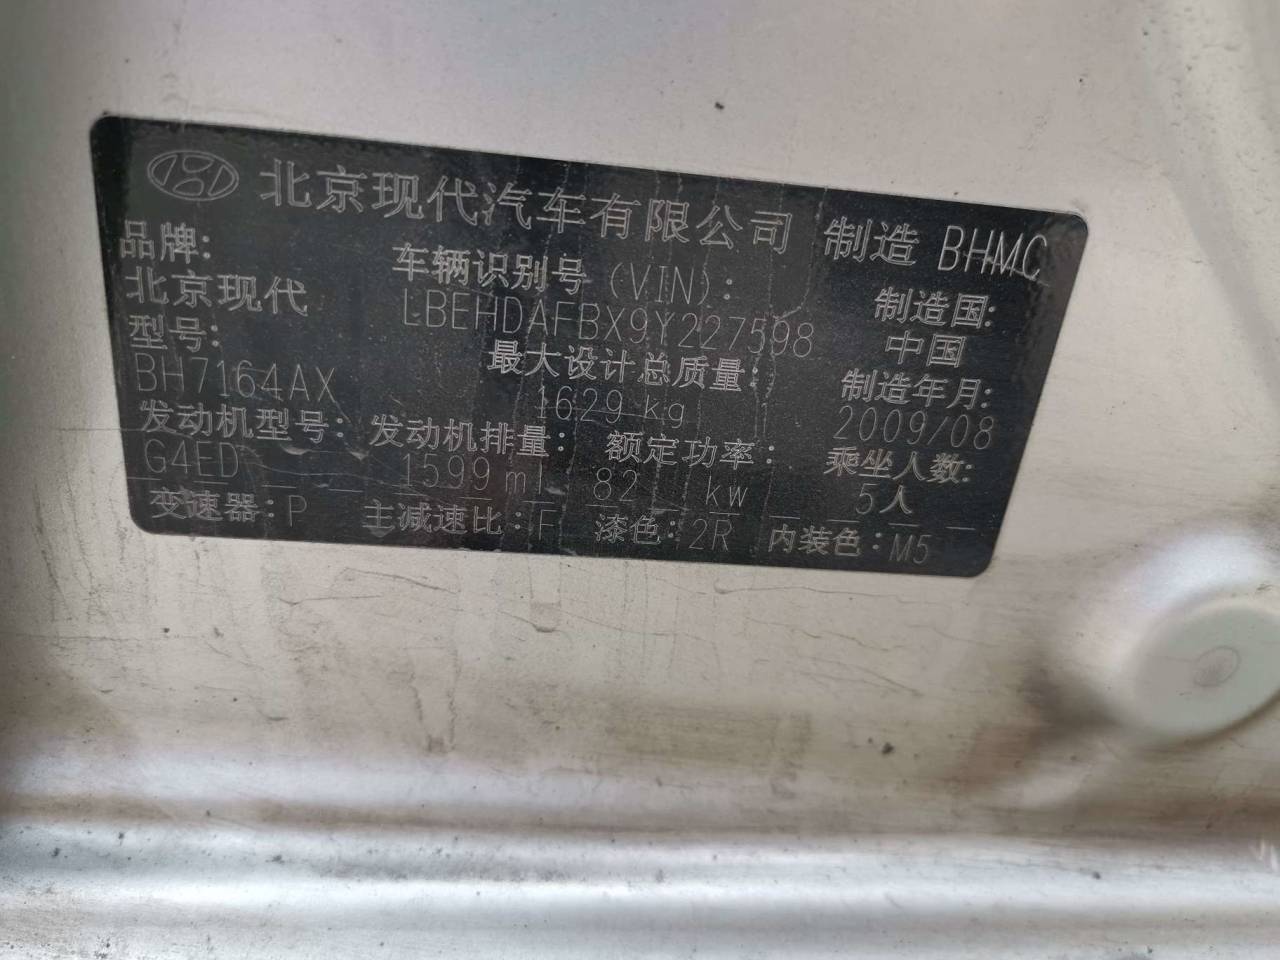 北京现代汽车有限公司 制造 BHMC
品牌: 车辆识别号 (VIN): 制造国:
北京现代 LBEHDAFBX9Y227598 中国
型号: 最大设计总质量: 制造年月:
BH7164AX 1629 kg 2009/08
发动机型号: 发动机排量: 额定功率: 乘坐人数:
G4ED 1599 ml 82 kw 5人
变速器:P 主减速比:F 漆色:2R 内装色:M5